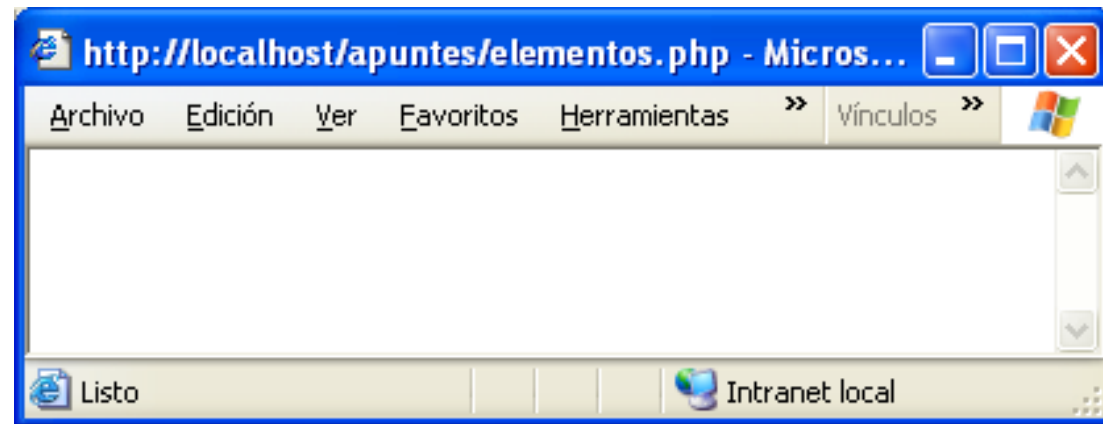 http://localhost/apuntes/elementos.php - Micros...
Archivo Edición Ver Favoritos Herramientas » Vínculos »
Listo Intranet local